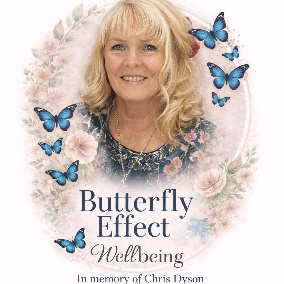 Butterfly
Effect
Wellbeing
In memory of Chris Dyson